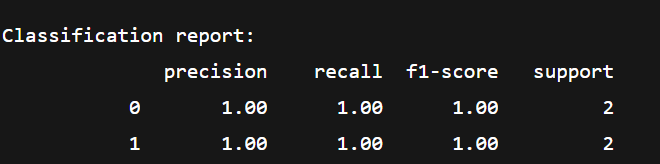 Classification report:
precision recall f1-score support
0 1.00 1.00 1.00 2
1 1.00 1.00 1.00 2